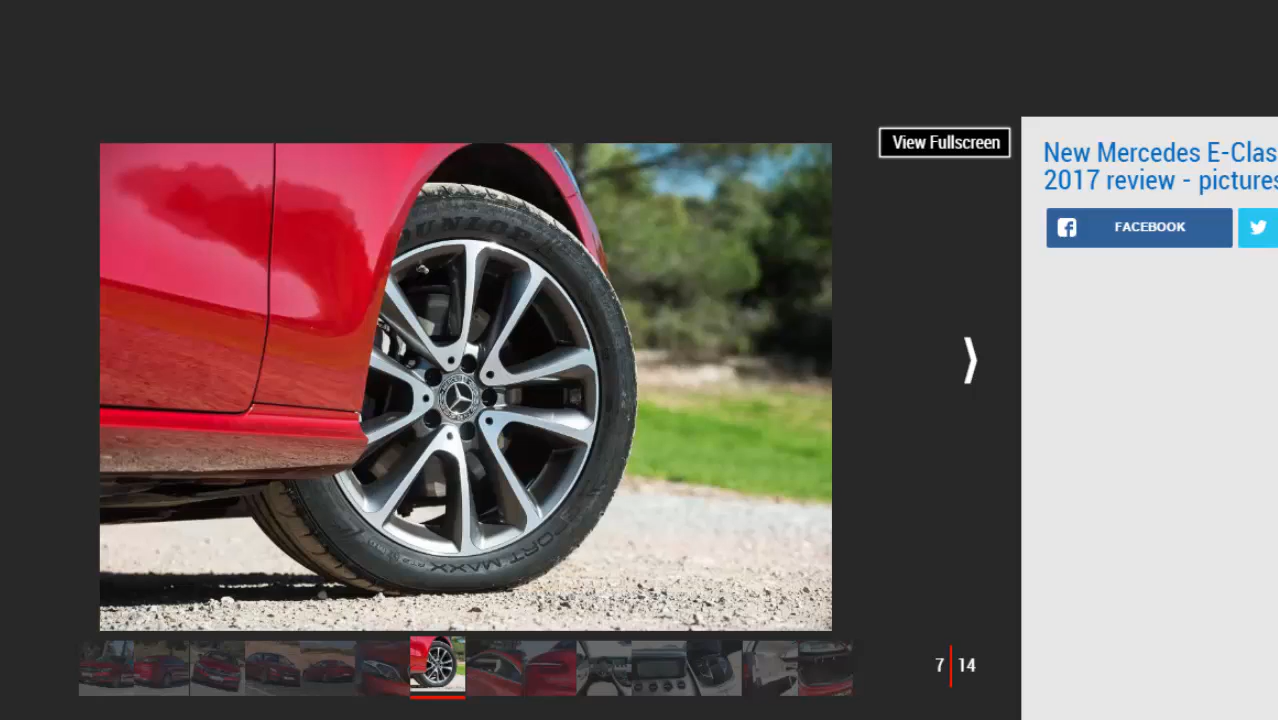 View Fullscreen
New Mercedes E-Clas
2017 review - pictures
FACEBOOK
DUNLOP
SPORT MAXX
7 14